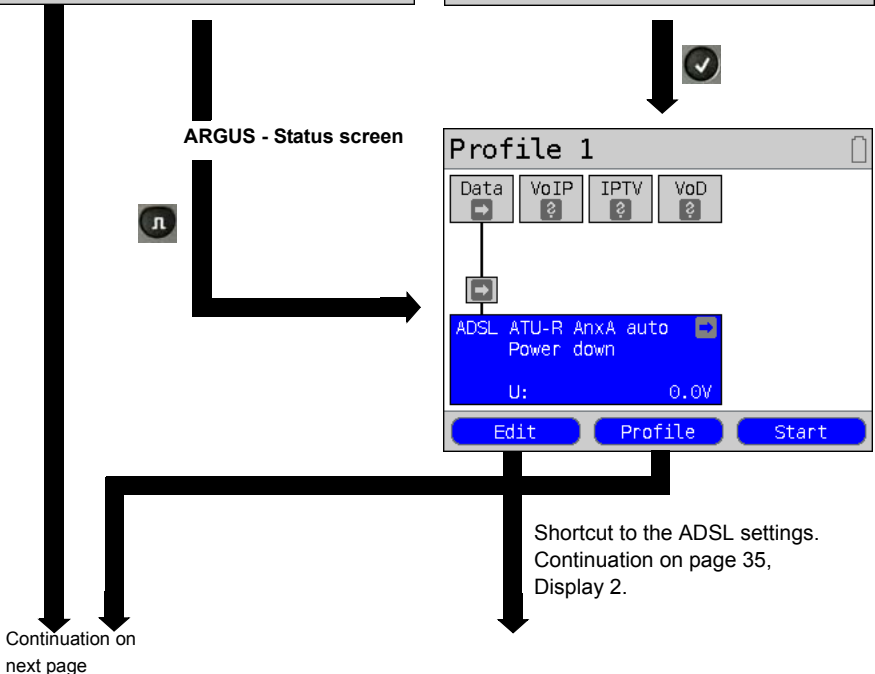 ARGUS - Status screen
Profile 1
Data VoIP IPTV VoD
ADSL ATU-R AnxA auto
Power down
U: 0.0V
Edit Profile Start
Shortcut to the ADSL settings.
Continuation on page 35,
Display 2.
Continuation on
next page